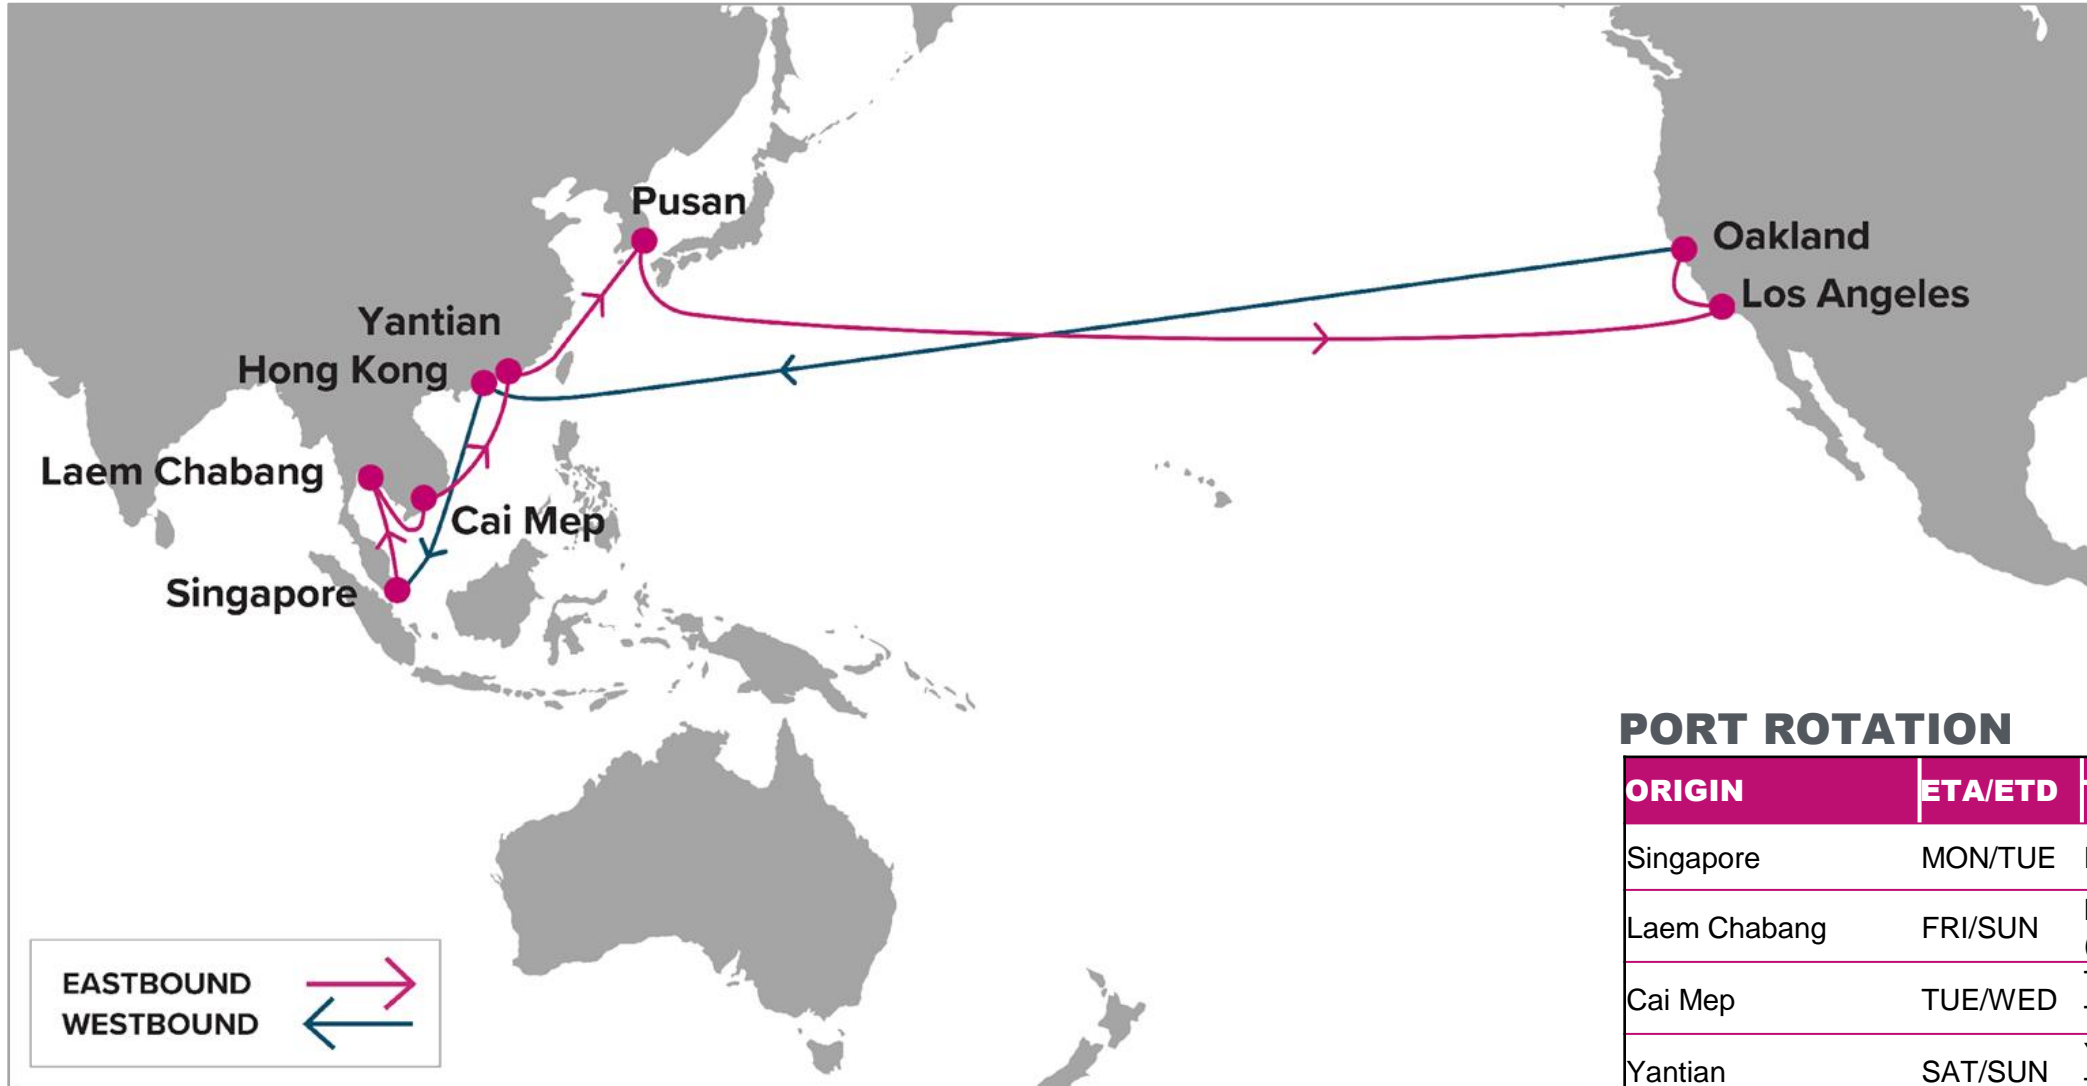 Pusan
Oakland
Los Angeles
Yantian
Hong Kong
Laem Chabang
Cai Mep
Singapore
PORT ROTATION
ORIGIN ETA/ETD
Singapore MON/TUE
Laem Chabang FRI/SUN
Cai Mep TUE/WED
Yantian SAT/SUN
EASTBOUND
WESTBOUND